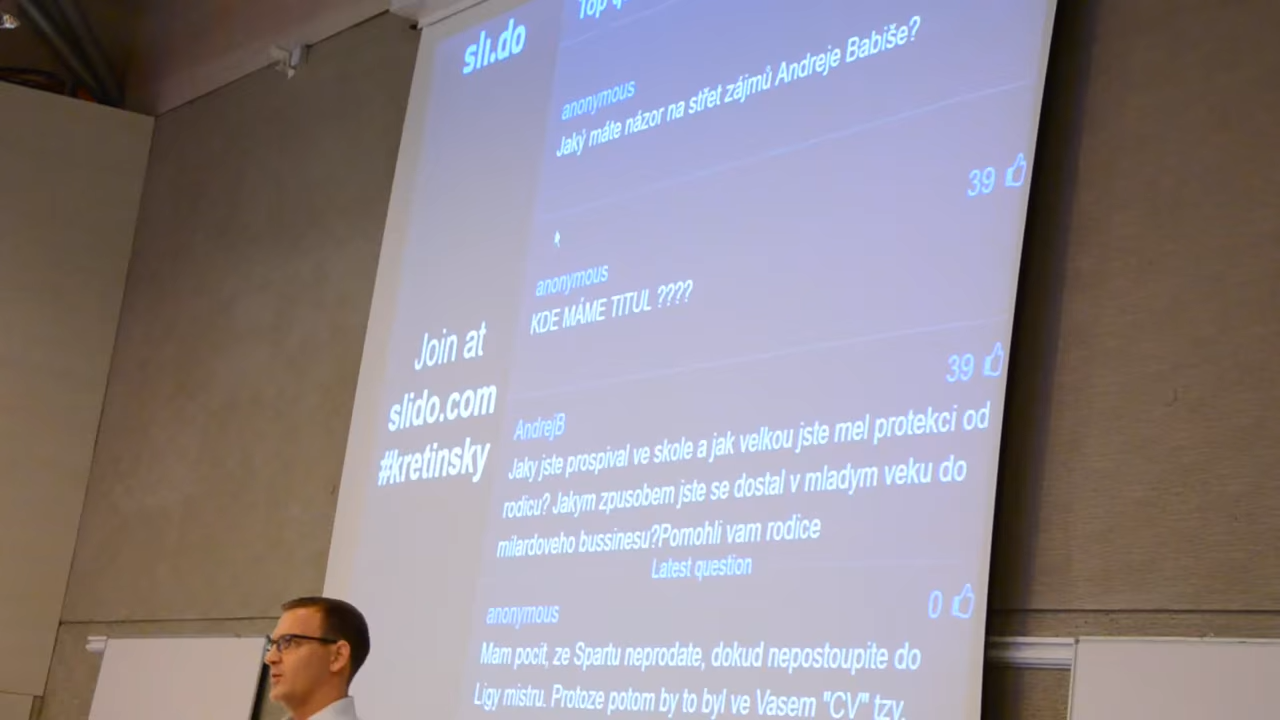 sli.do
Top
anonymous
Jaký máte názor na střet zájmů Andreje Babiše?
39
anonymous
KDE MÁME TITUL ????
39
Join at
slido.com
#kretinsky
AndrejB
Jaky jste prospival ve skole a jak velkou jste mel protekci od
rodicu? Jakym zpusobem jste se dostal v mladym veku do
milardoveho bussinesu?Pomohli vam rodice
Latest question
0
anonymous
Mam pocit, ze Spartu neprodate, dokud nepostoupite do
Ligy mistru. Protoze potom by to byl ve Vasem "CV" tzv.